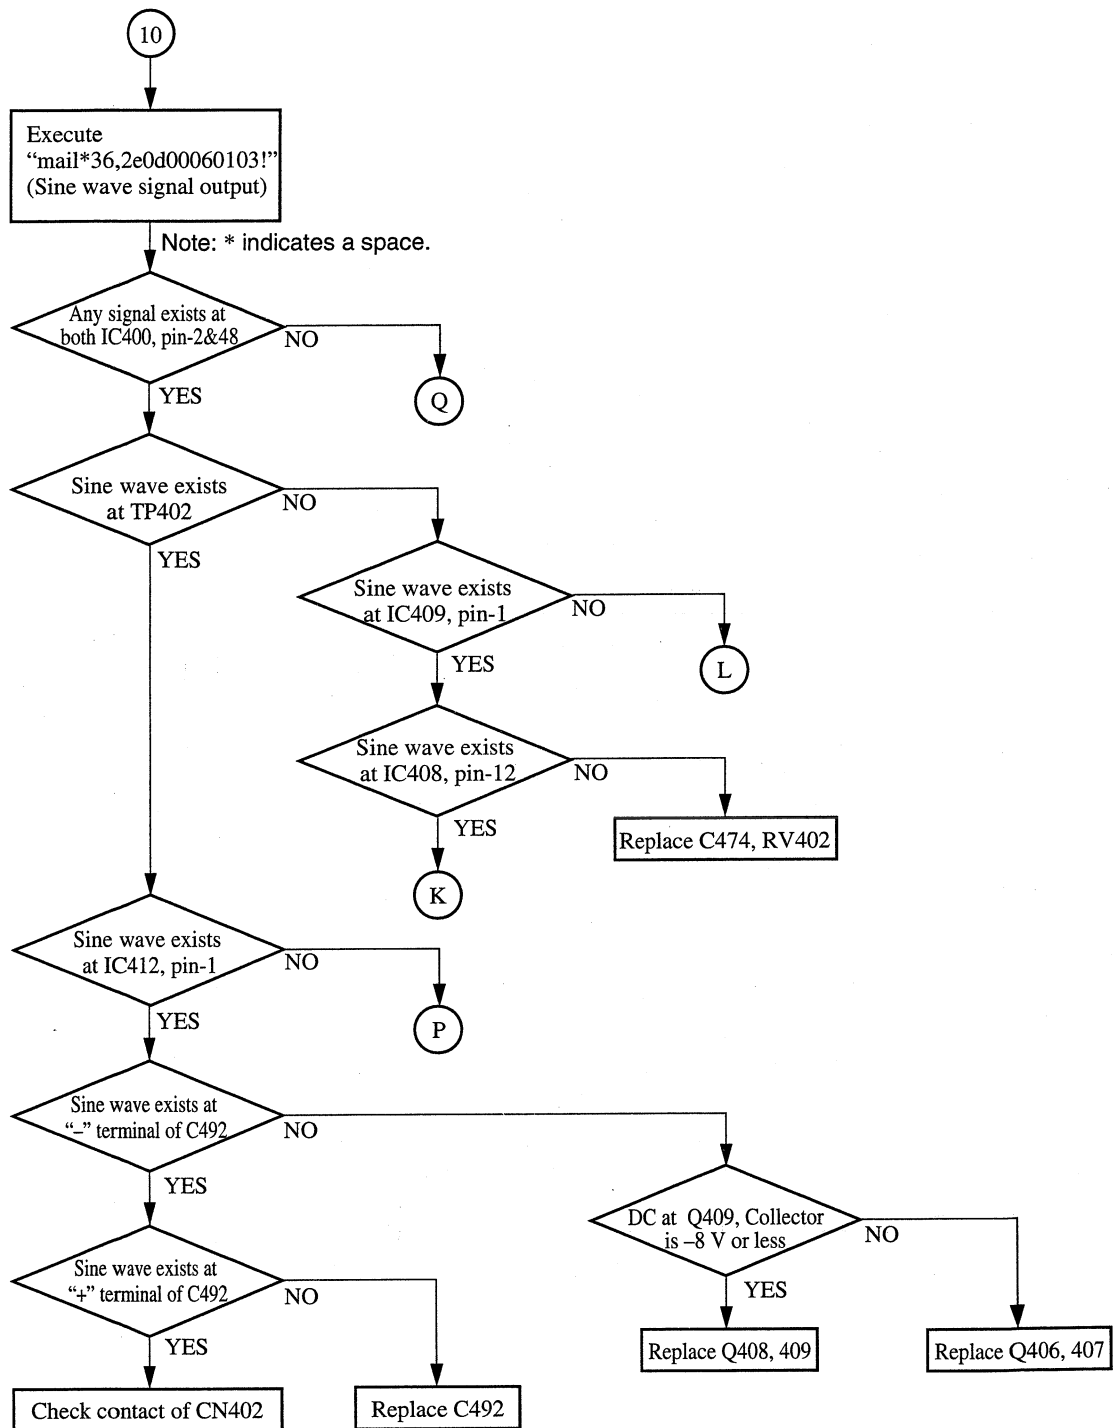 10
Execute
“mail*36,2e0d00060103!”
(Sine wave signal output)
Note: * indicates a space.
Any signal exists at
both IC400, pin-2&48
NO
YES
Q
Sine wave exists
at TP402
NO
YES
Sine wave exists
at IC409, pin-1
NO
YES
L
Sine wave exists
at IC408, pin-12
NO
YES
Replace C474, RV402
K
Sine wave exists
at IC412, pin-1
NO
YES
P
Sine wave exists at
“–” terminal of C492
NO
YES
DC at Q409, Collector
is –8 V or less
NO
YES
Sine wave exists at
“+” terminal of C492
NO
YES
Replace Q408, 409
Replace Q406, 407
Check contact of CN402
Replace C492